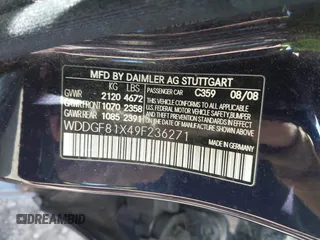 MFD BY DAIMLER AG STUTTGART
KG LBS PASSENGER CAR C359 08/08
GVWR 2120 4672
GAWR FRONT 1070 2358
GAWR REAR 1085 2391
THIS VEHICLE CONFORMS TO ALL APPLICABLE
U.S. FEDERAL MOTOR VEHICLE SAFETY,
BUMPER, AND THEFT PREVENTION STANDARDS
IN EFFECT ON THE DATE OF MANUFACTURE
SHOWN ABOVE.
WDDGF81X49F236271
MADE IN GERMANY
DREAMBID